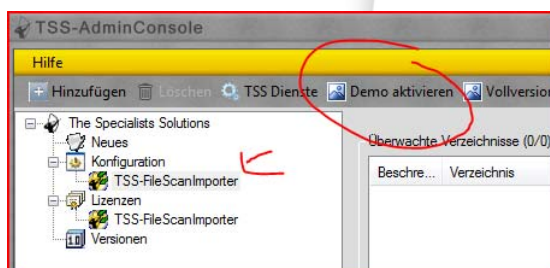 TSS-AdminConsole
Hilfe
Hinzufügen Löschen TSS Dienste Demo aktivieren Vollversion
The Specialists Solutions
Neues
Konfiguration
TSS-FileScanImporter
Lizenzen
TSS-FileScanImporter
Versionen
Überwachte Verzeichnisse (0/0)
Beschre... Verzeichnis